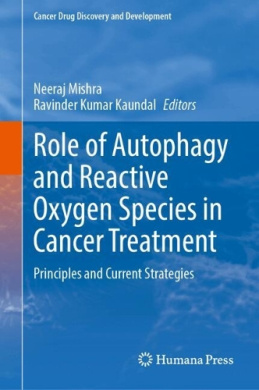 Cancer Drug Discovery and Development
Neeraj Mishra
Ravinder Kumar Kaundal Editors
Role of Autophagy
and Reactive
Oxygen Species in
Cancer Treatment
Principles and Current Strategies
Humana Press